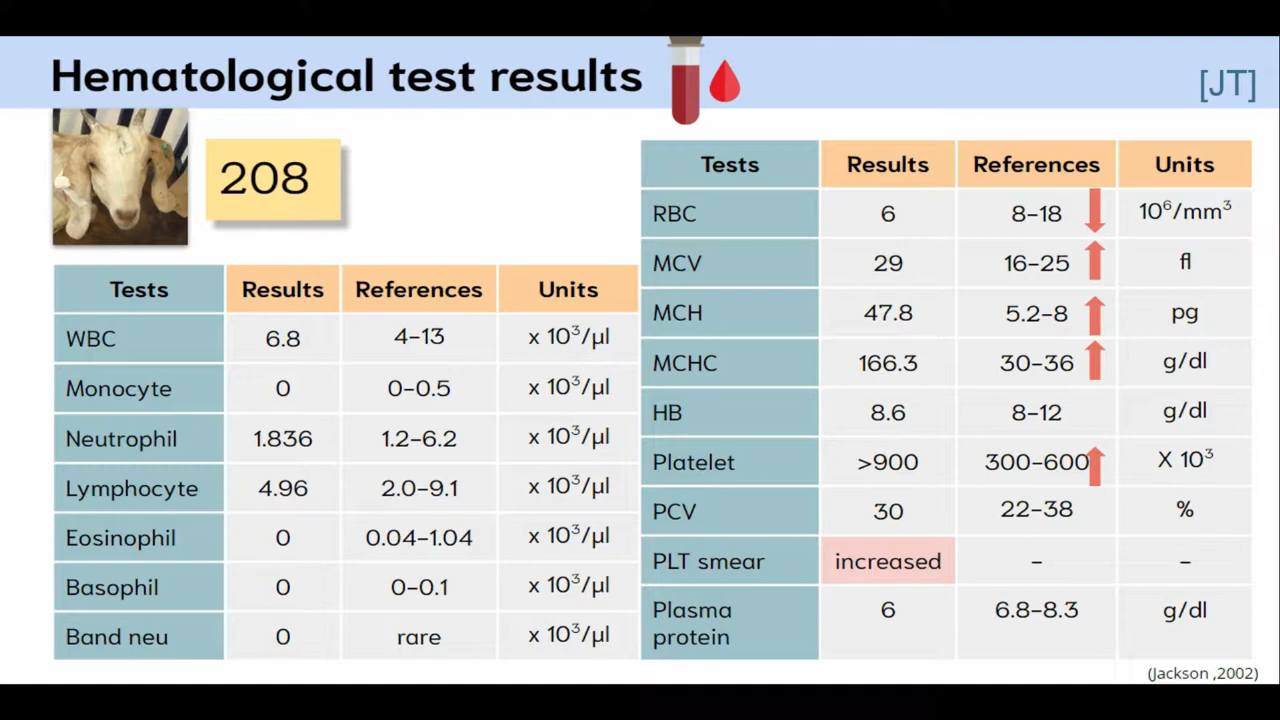 Hematological test results
[JT]
208
Tests Results References Units
WBC 6.8 4–13 x 10³/µl
Monocyte 0 0–0.5 x 10³/µl
Neutrophil 1.836 1.2–6.2 x 10³/µl
Lymphocyte 4.96 2.0–9.1 x 10³/µl
Eosinophil 0 0.04–1.04 x 10³/µl
Basophil 0 0–0.1 x 10³/µl
Band neu 0 rare x 10³/µl
Tests Results References Units
RBC 6 8–18 10⁶/mm³
MCV 29 16–25 fl
MCH 47.8 5.2–8 pg
MCHC 166.3 30–36 g/dl
HB 8.6 8–12 g/dl
Platelet >900 300–600 X 10³
PCV 30 22–38 %
PLT smear increased – –
Plasma protein 6 6.8–8.3 g/dl
(Jackson ,2002)